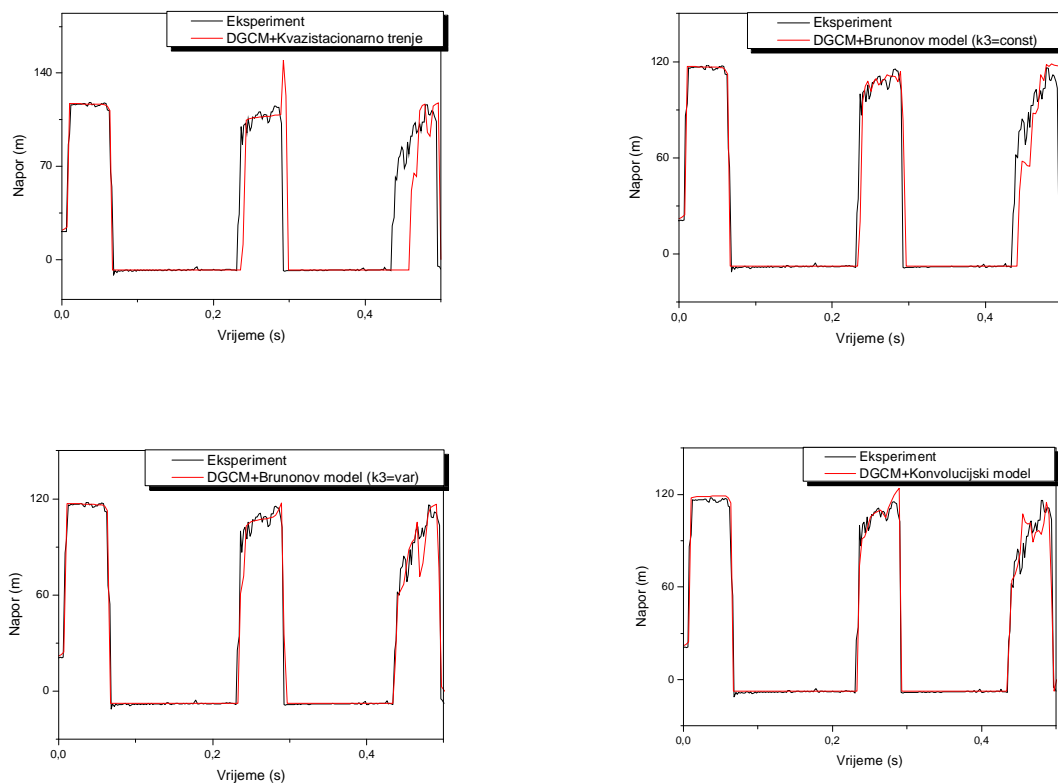 Eksperiment
DGCM+Kvazistacionarno trenje
140
70
0
Napor (m)
0,0
0,2
0,4
Vrijeme (s)
Eksperiment
DGCM+Brunonov model (k3=const)
120
60
0
Napor (m)
0,0
0,2
0,4
Vrijeme (s)
Eksperiment
DGCM+Brunonov model (k3=var)
120
60
0
Napor (m)
0,0
0,2
0,4
Vrijeme (s)
Eksperiment
DGCM+Konvolucijski model
120
60
0
Napor (m)
0,0
0,2
0,4
Vrijeme (s)